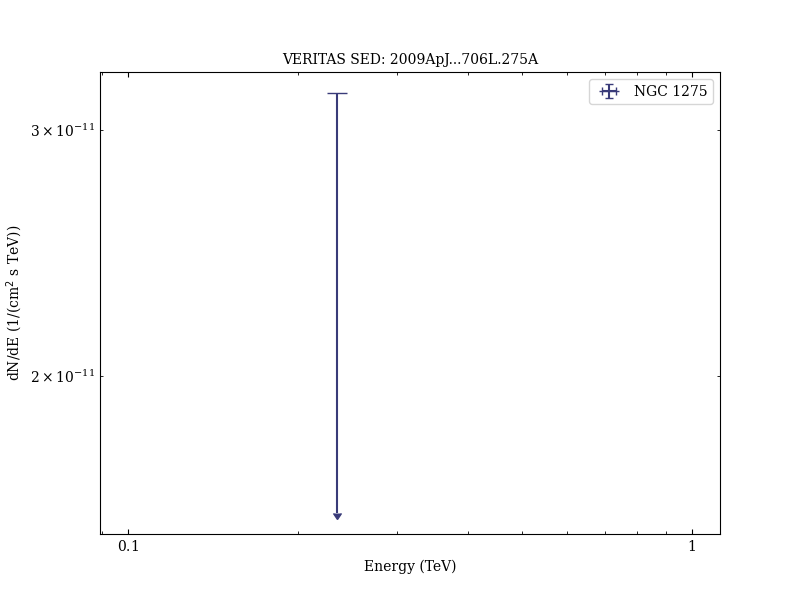 VERITAS SED: 2009ApJ...706L.275A
NGC 1275
3 × 10⁻¹¹
2 × 10⁻¹¹
dN/dE (1/(cm² s TeV))
0.1
1
Energy (TeV)